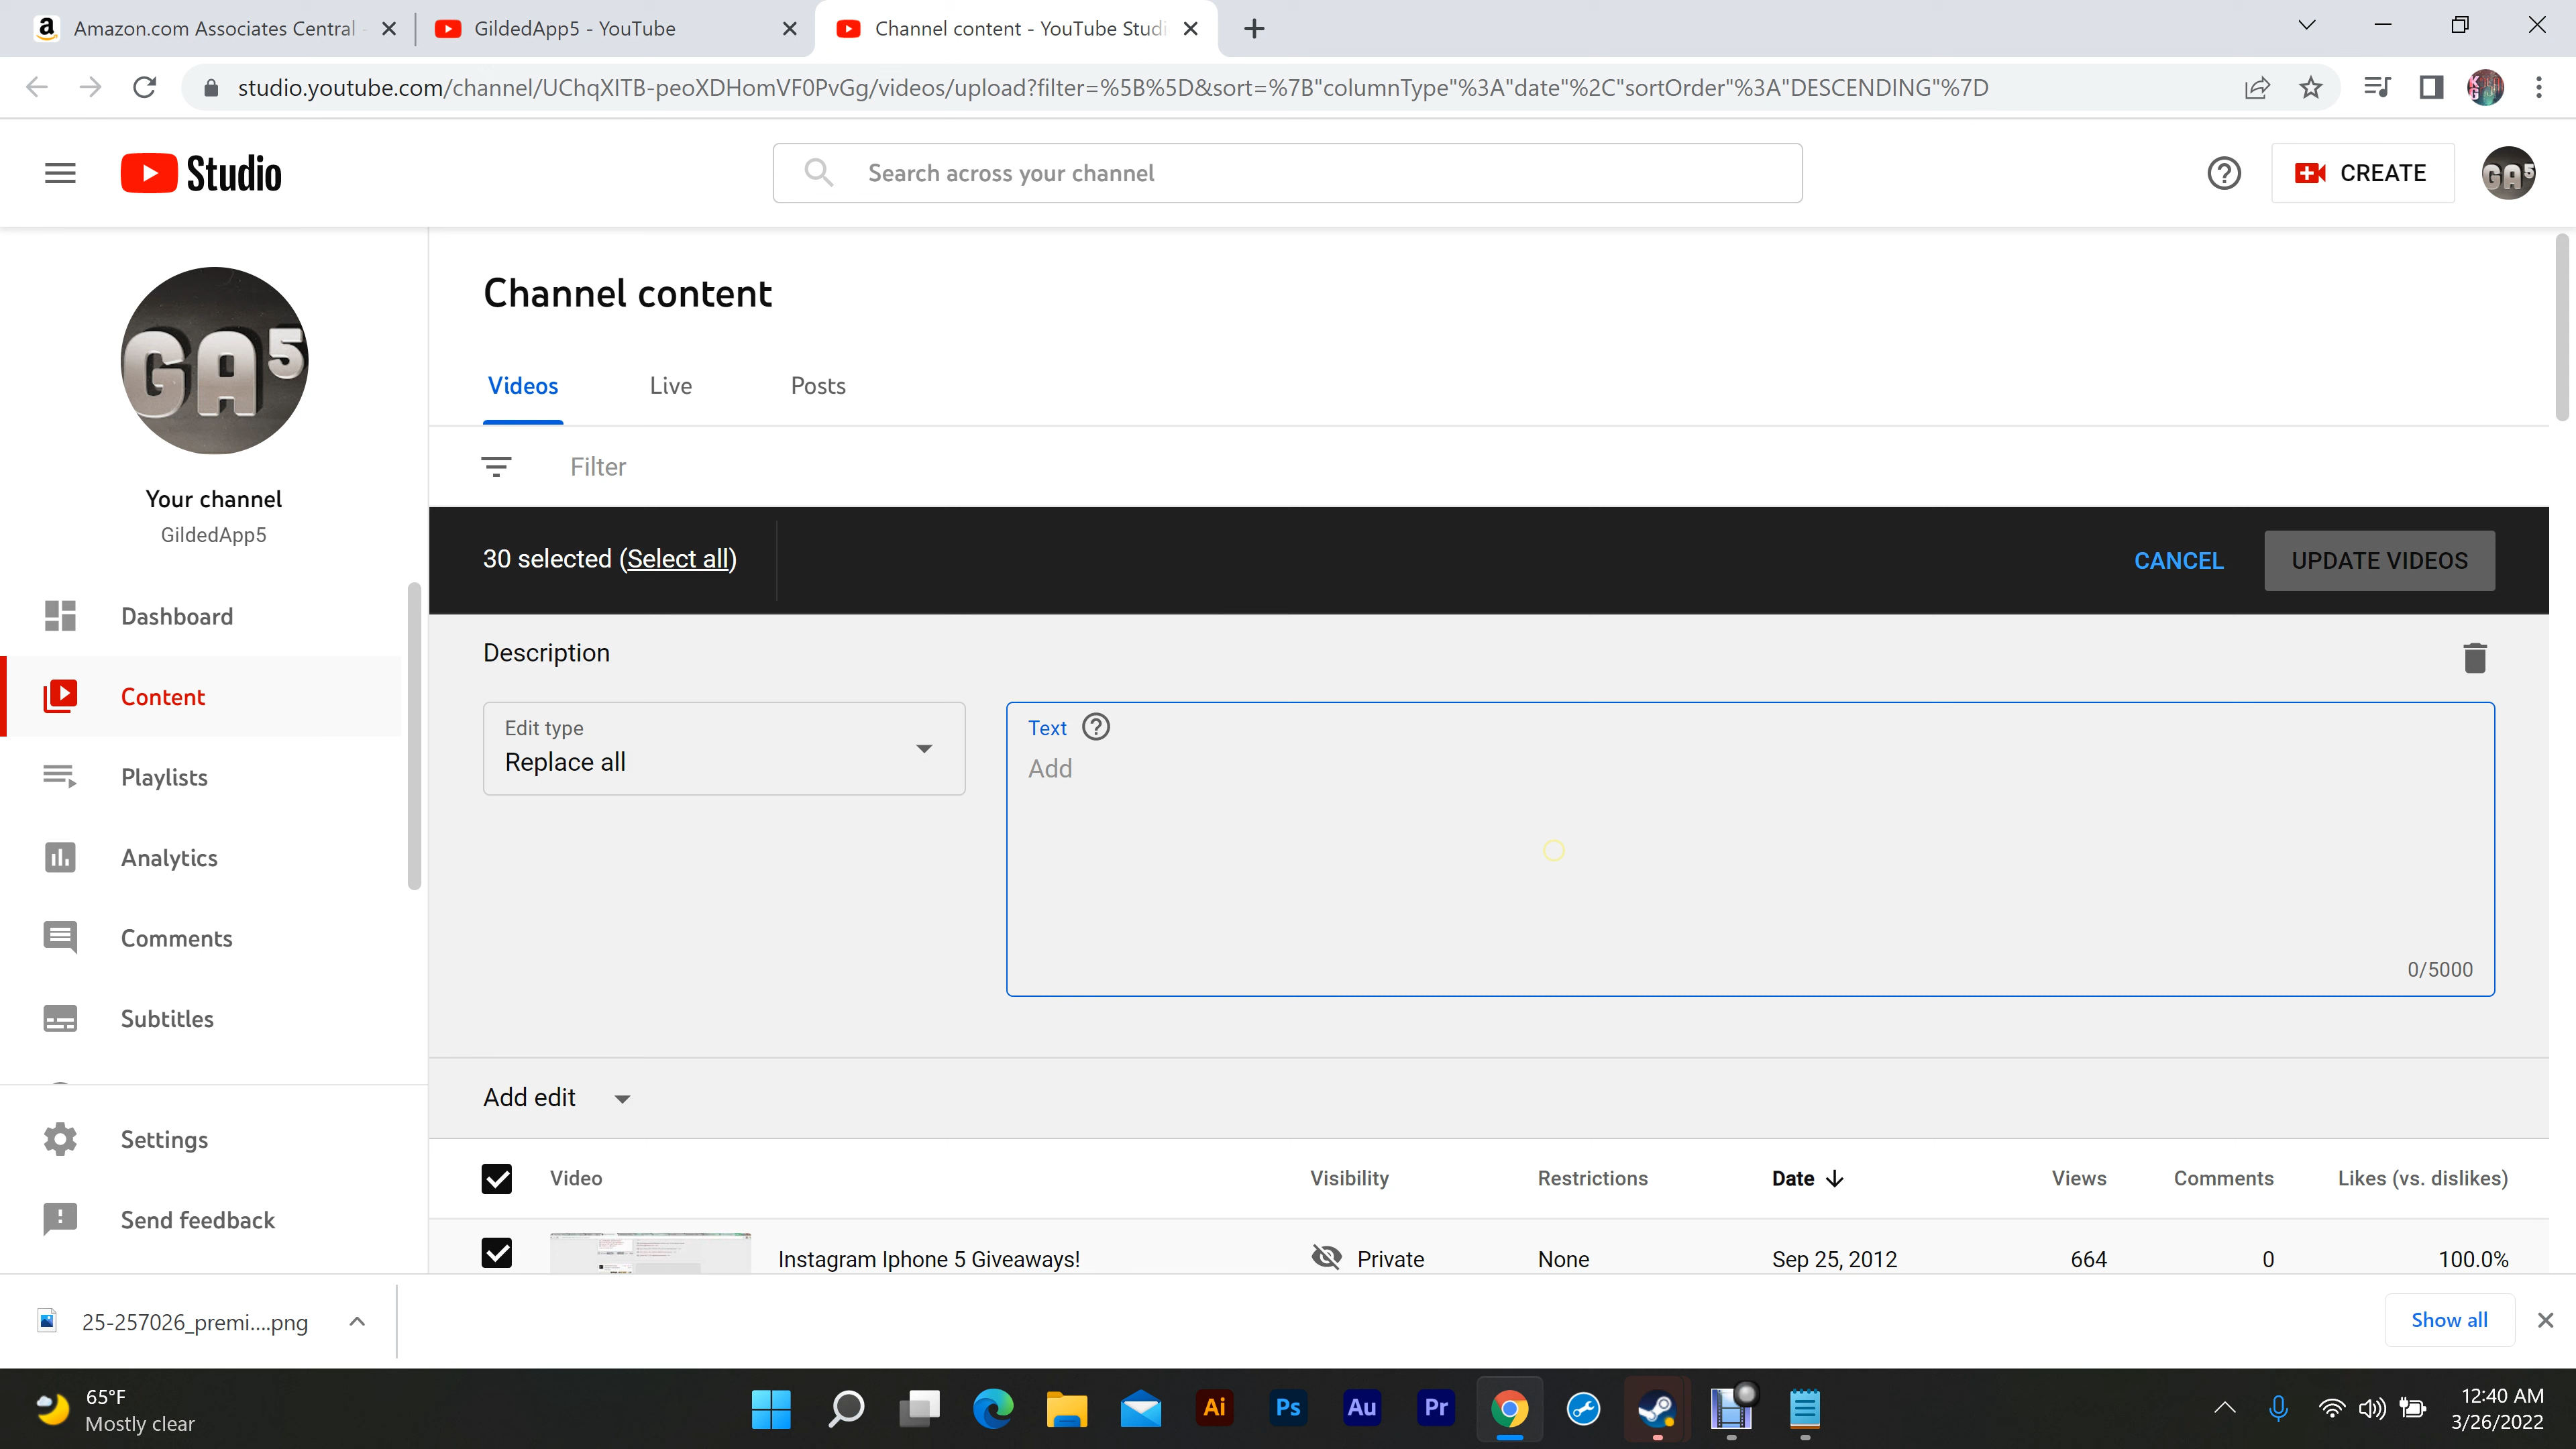 Amazon.com Associates Central -
GildedApp5 - YouTube
Channel content - YouTube Studi
studio.youtube.com/channel/UChqXITB-peoXDHomVF0PvGg/videos/upload?filter=%5B%5D&sort=%7B"columnType"%3A"date"%2C"sortOrder"%3A"DESCENDING"%7D
Studio
Search across your channel
CREATE
GA5
GA5
Your channel
GildedApp5
Dashboard
Content
Playlists
Analytics
Comments
Subtitles
Settings
Send feedback
Channel content
Videos
Live
Posts
Filter
30 selected (Select all)
CANCEL
UPDATE VIDEOS
Description
Edit type
Replace all
Text
Add
0/5000
Add edit
Video
Visibility
Restrictions
Date
Views
Comments
Likes (vs. dislikes)
Instagram Iphone 5 Giveaways!
Private
None
Sep 25, 2012
664
0
100.0%
25-257026_premi....png
Show all
65°F
Mostly clear
Ai
Ps
Au
Pr
12:40 AM
3/26/2022